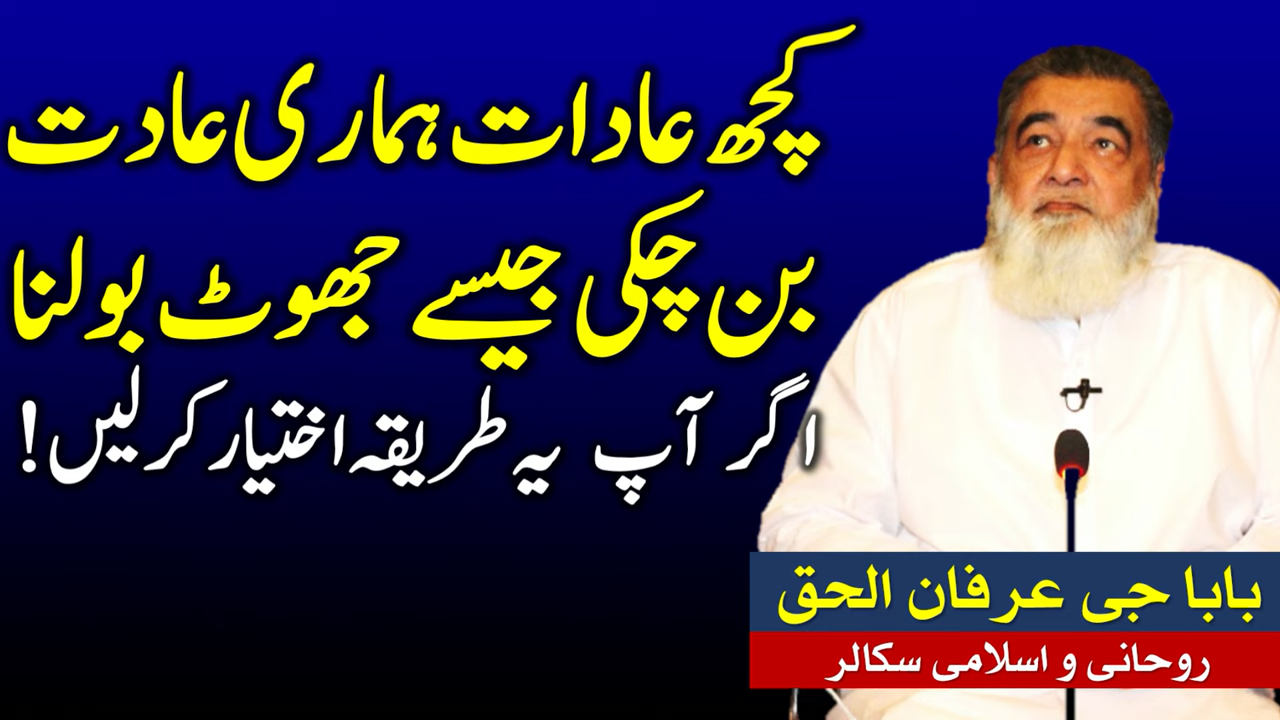 کچھ عادات ہماری عادت
بن چکی جیسے جھوٹ بولنا
اگر آپ یہ طریقہ اختیار کر لیں!
بابا جی عرفان الحق
روحانی و اسلامی سکالر